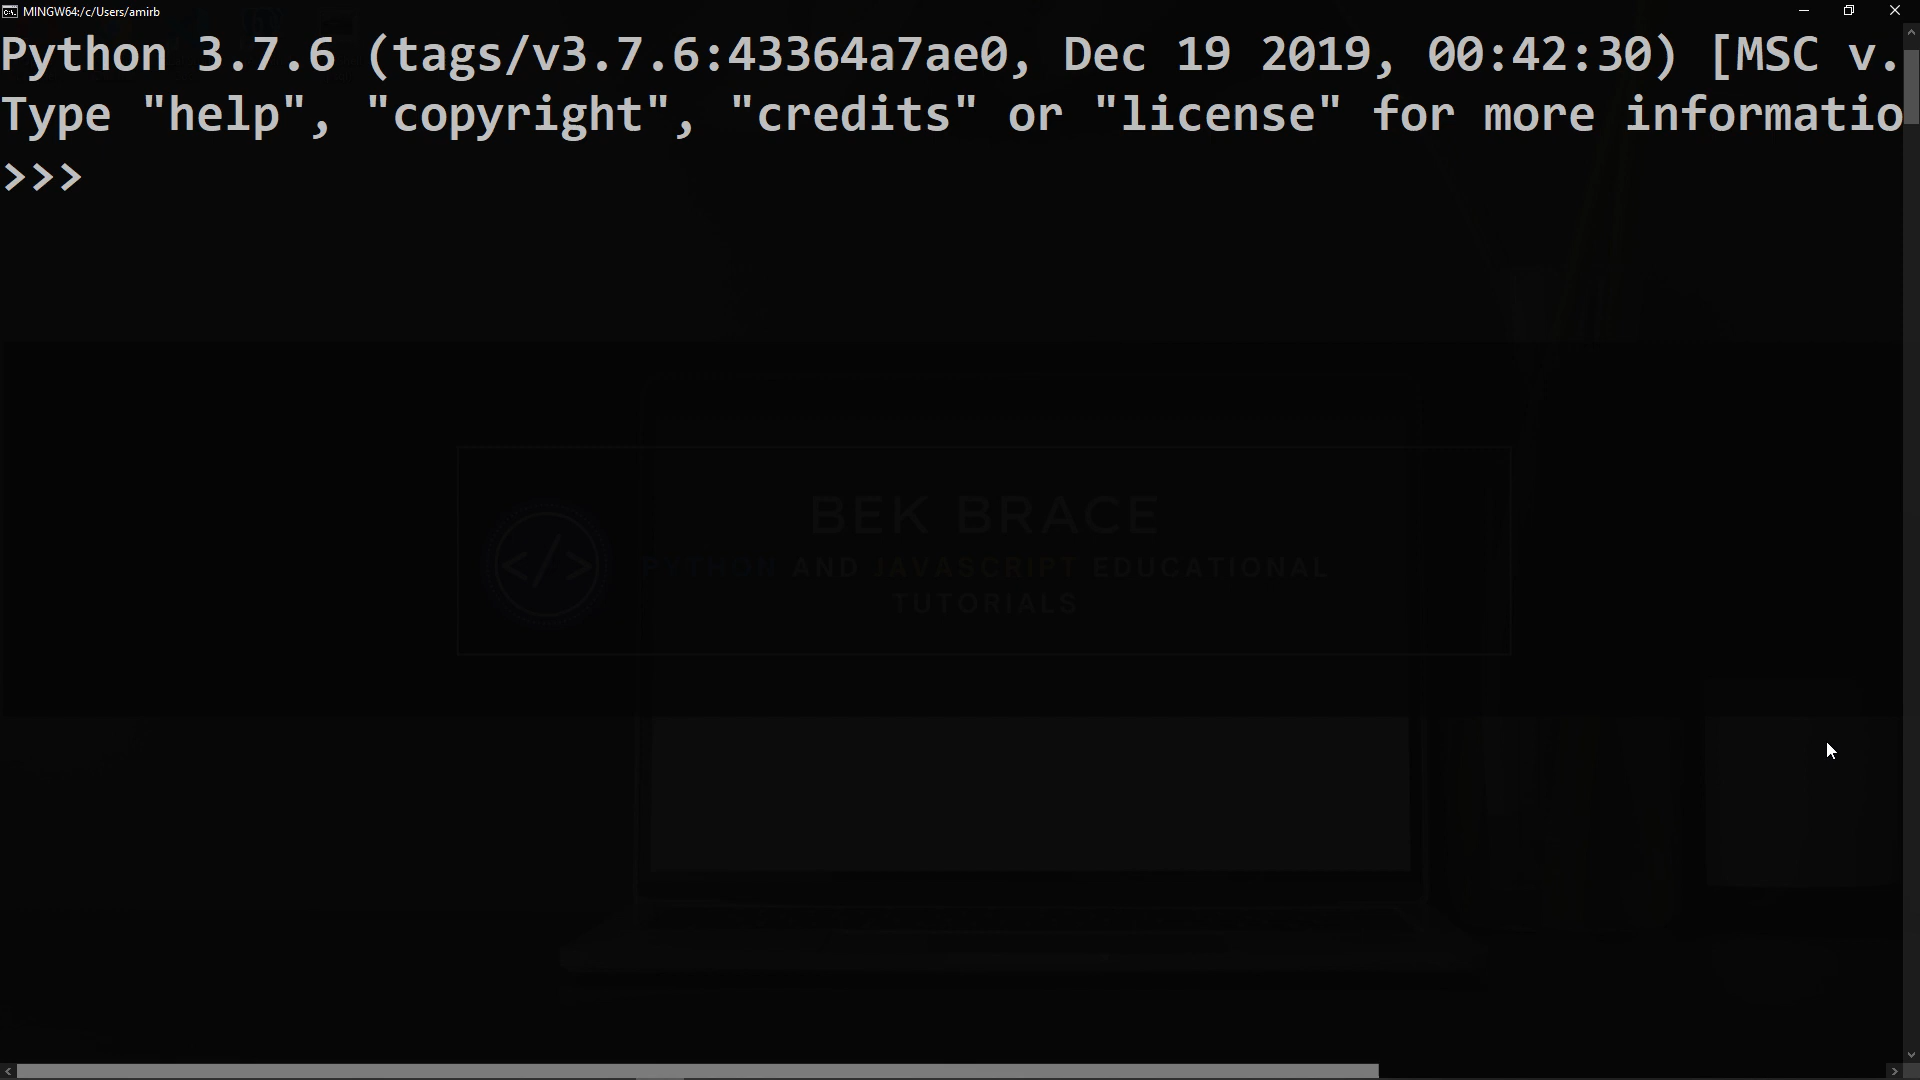 MINGW64:/c/Users/amirb
Python 3.7.6 (tags/v3.7.6:43364a7ae0, Dec 19 2019, 00:42:30) [MSC v.
Type "help", "copyright", "credits" or "license" for more informatio
>>>
BEK BRACE
</>
PYTHON AND JAVASCRIPT EDUCATIONAL
TUTORIALS